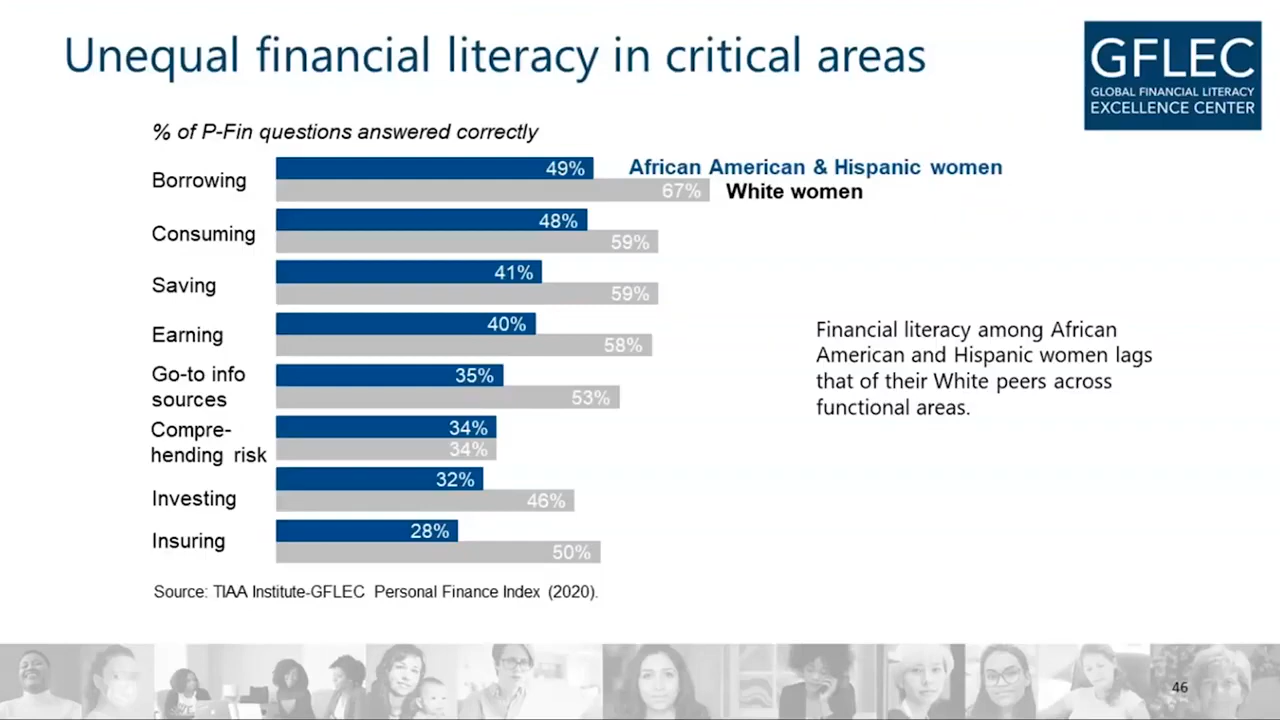 Unequal financial literacy in critical areas
GFLEC
GLOBAL FINANCIAL LITERACY
EXCELLENCE CENTER
% of P-Fin questions answered correctly
Borrowing
49%
African American & Hispanic women
67%
White women
Consuming
48%
59%
Saving
41%
59%
Earning
40%
58%
Go-to info
sources
35%
53%
Compre-
hending risk
34%
34%
Investing
32%
46%
Insuring
28%
50%
Financial literacy among African
American and Hispanic women lags
that of their White peers across
functional areas.
Source: TIAA Institute-GFLEC Personal Finance Index (2020).
46